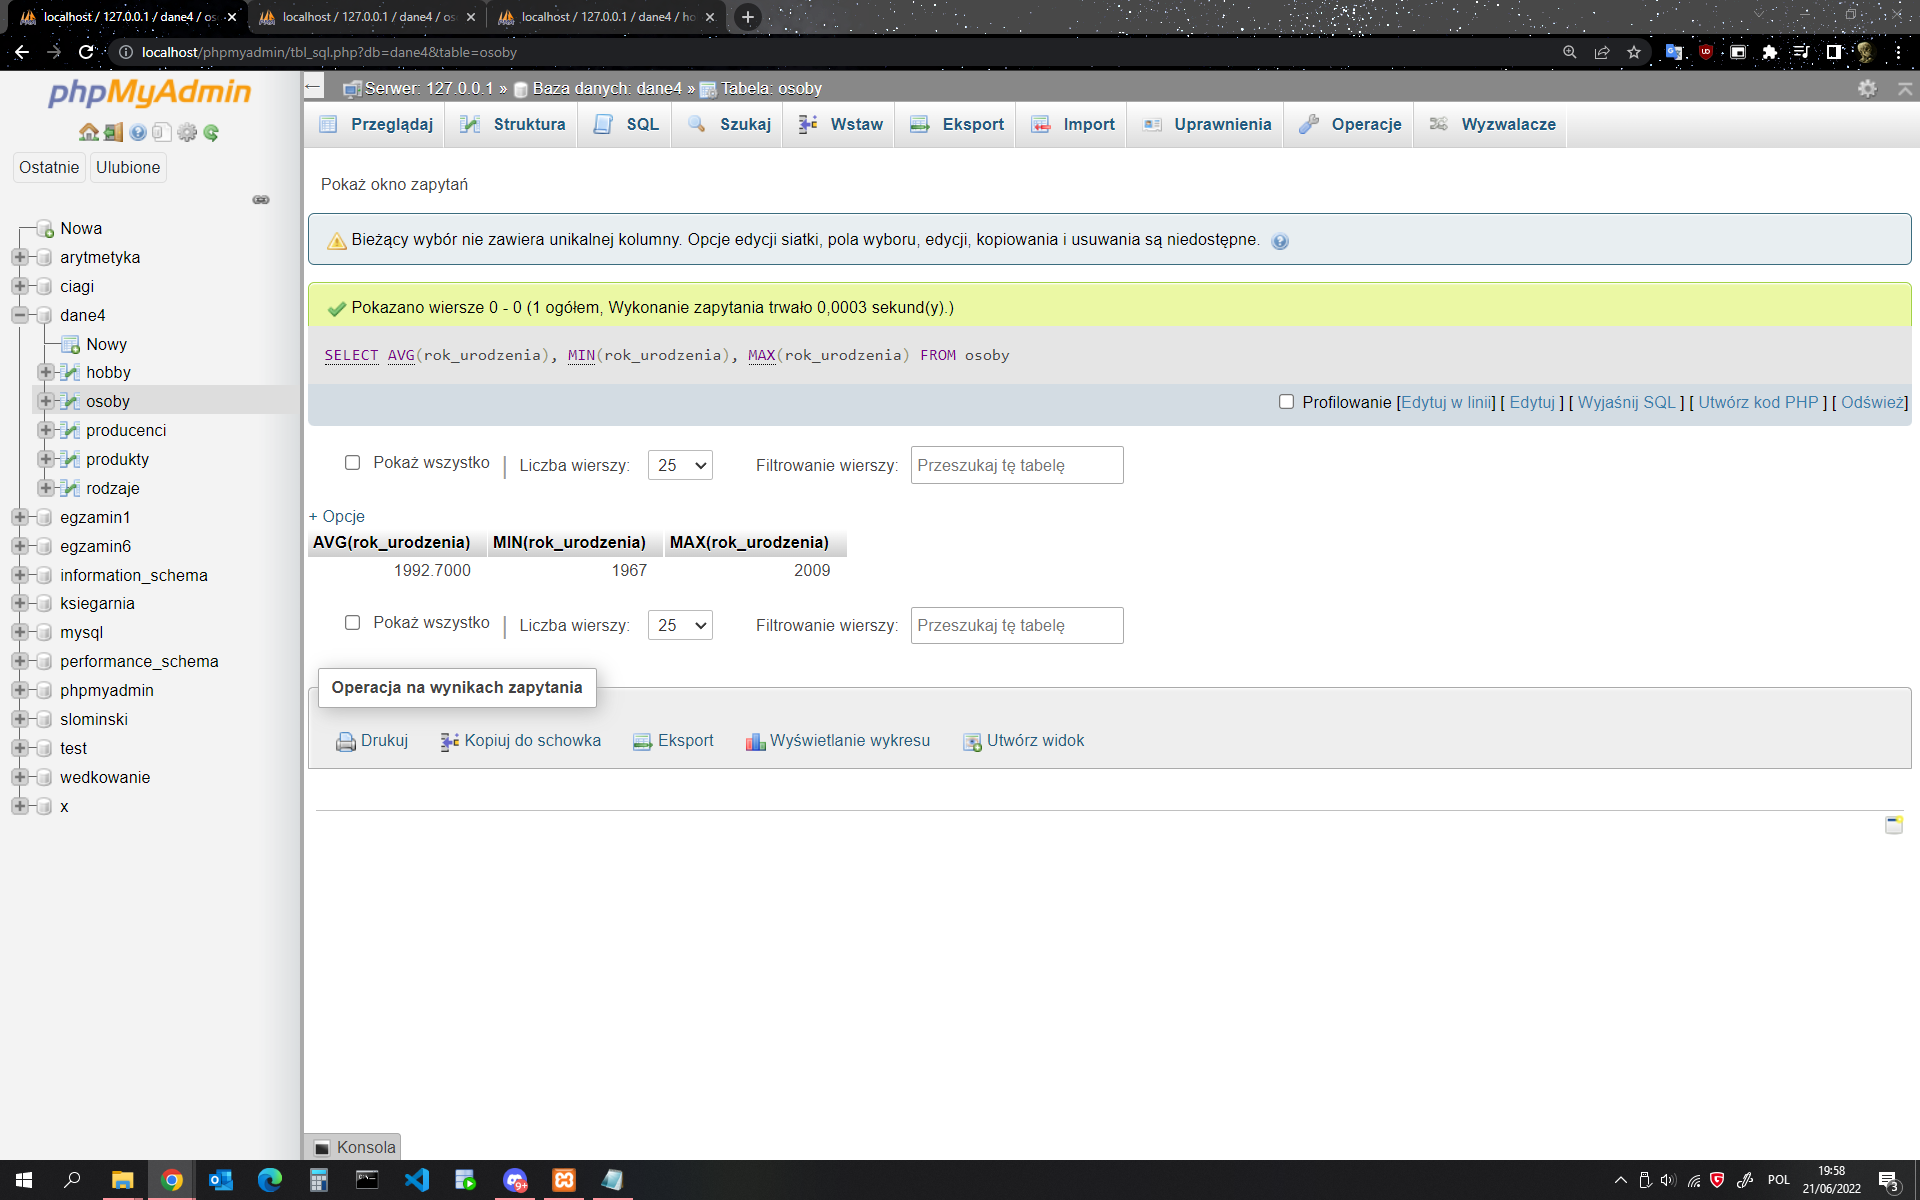 localhost / 127.0.0.1 / dane4 / os
localhost / 127.0.0.1 / dane4 / os
localhost / 127.0.0.1 / dane4 / ho
localhost/phpmyadmin/tbl_sql.php?db=dane4&table=osoby
phpMyAdmin
Ostatnie
Ulubione
Nowa
arytmetyka
ciagi
dane4
Nowy
hobby
osoby
producenci
produkty
rodzaje
egzamin1
egzamin6
information_schema
ksiegarnia
mysql
performance_schema
phpmyadmin
slominski
test
wedkowanie
x
Serwer: 127.0.0.1 » Baza danych: dane4 » Tabela: osoby
Przeglądaj Struktura SQL Szukaj Wstaw Eksport Import Uprawnienia Operacje Wyzwalacze
Pokaż okno zapytań
Bieżący wybór nie zawiera unikalnej kolumny. Opcje edycji siatki, pola wyboru, edycji, kopiowania i usuwania są niedostępne.
Pokazano wiersze 0 - 0 (1 ogółem, Wykonanie zapytania trwało 0,0003 sekund(y).)
SELECT AVG(rok_urodzenia), MIN(rok_urodzenia), MAX(rok_urodzenia) FROM osoby
Profilowanie [Edytuj w linii] [ Edytuj ] [ Wyjaśnij SQL ] [ Utwórz kod PHP ] [ Odśwież]
Pokaż wszystko | Liczba wierszy: 25 Filtrowanie wierszy: Przeszukaj tę tabelę
+ Opcje
AVG(rok_urodzenia) MIN(rok_urodzenia) MAX(rok_urodzenia)
1992.7000 1967 2009
Pokaż wszystko | Liczba wierszy: 25 Filtrowanie wierszy: Przeszukaj tę tabelę
Operacja na wynikach zapytania
Drukuj Kopiuj do schowka Eksport Wyświetlanie wykresu Utwórz widok
Konsola
POL
19:58
21/06/2022
3
9+